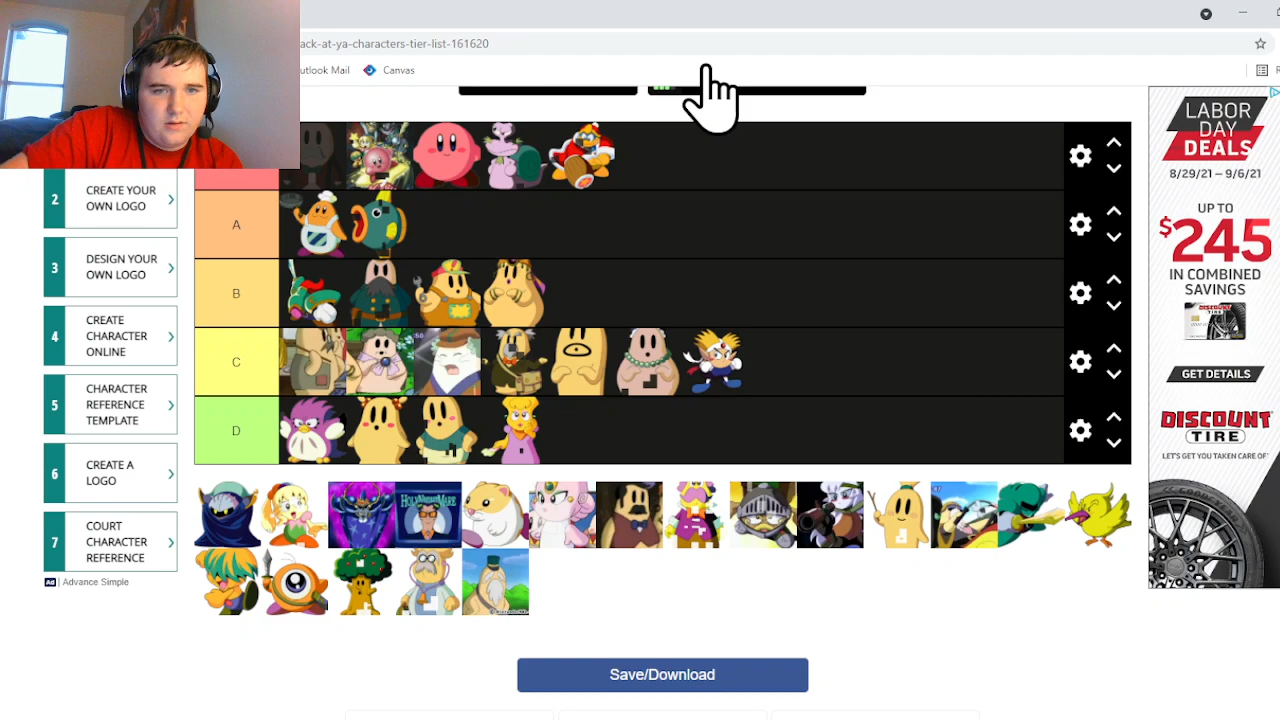 ack-at-ya-characters-tier-list-161620
utlook Mail
Canvas
2
CREATE YOUR
OWN LOGO
3
DESIGN YOUR
OWN LOGO
4
CREATE
CHARACTER
ONLINE
5
CHARACTER
REFERENCE
TEMPLATE
6
CREATE A
LOGO
7
COURT
CHARACTER
REFERENCE
Ad
Advance Simple
A
B
C
D
HOLYNIGHTMARE
Save/Download
LABOR
DAY
DEALS
8/29/21 – 9/6/21
UP TO
$245
IN COMBINED
SAVINGS
GET DETAILS
DISCOUNT
TIRE
LET'S GET YOU TAKEN CARE OF